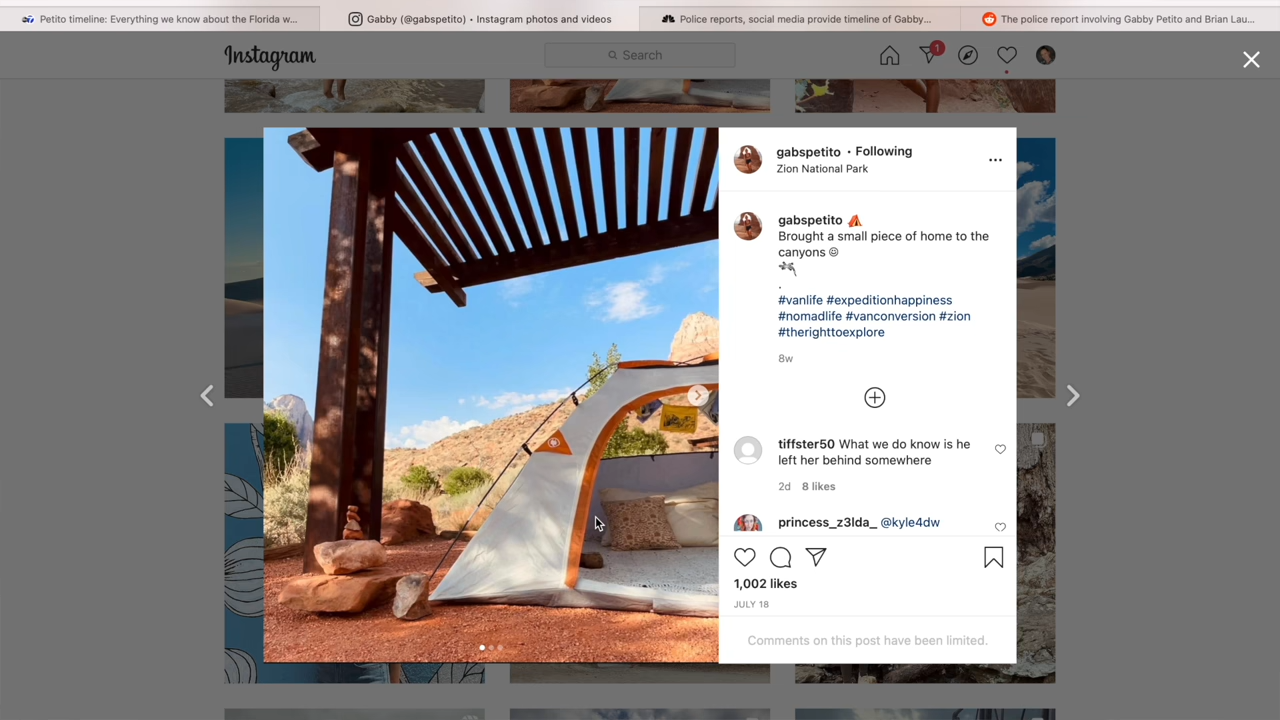 Petito timeline: Everything we know about the Florida w...
Gabby (@gabspetito) • Instagram photos and videos
Police reports, social media provide timeline of Gabby...
The police report involving Gabby Petito and Brian Lau...
Instagram
Search
1
gabspetito • Following
Zion National Park
gabspetito
Brought a small piece of home to the
canyons
.
#vanlife #expeditionhappiness
#nomadlife #vanconversion #zion
#therighttoexplore
8w
tiffster50 What we do know is he
left her behind somewhere
2d 8 likes
princess_z3lda_ @kyle4dw
1,002 likes
JULY 18
Comments on this post have been limited.